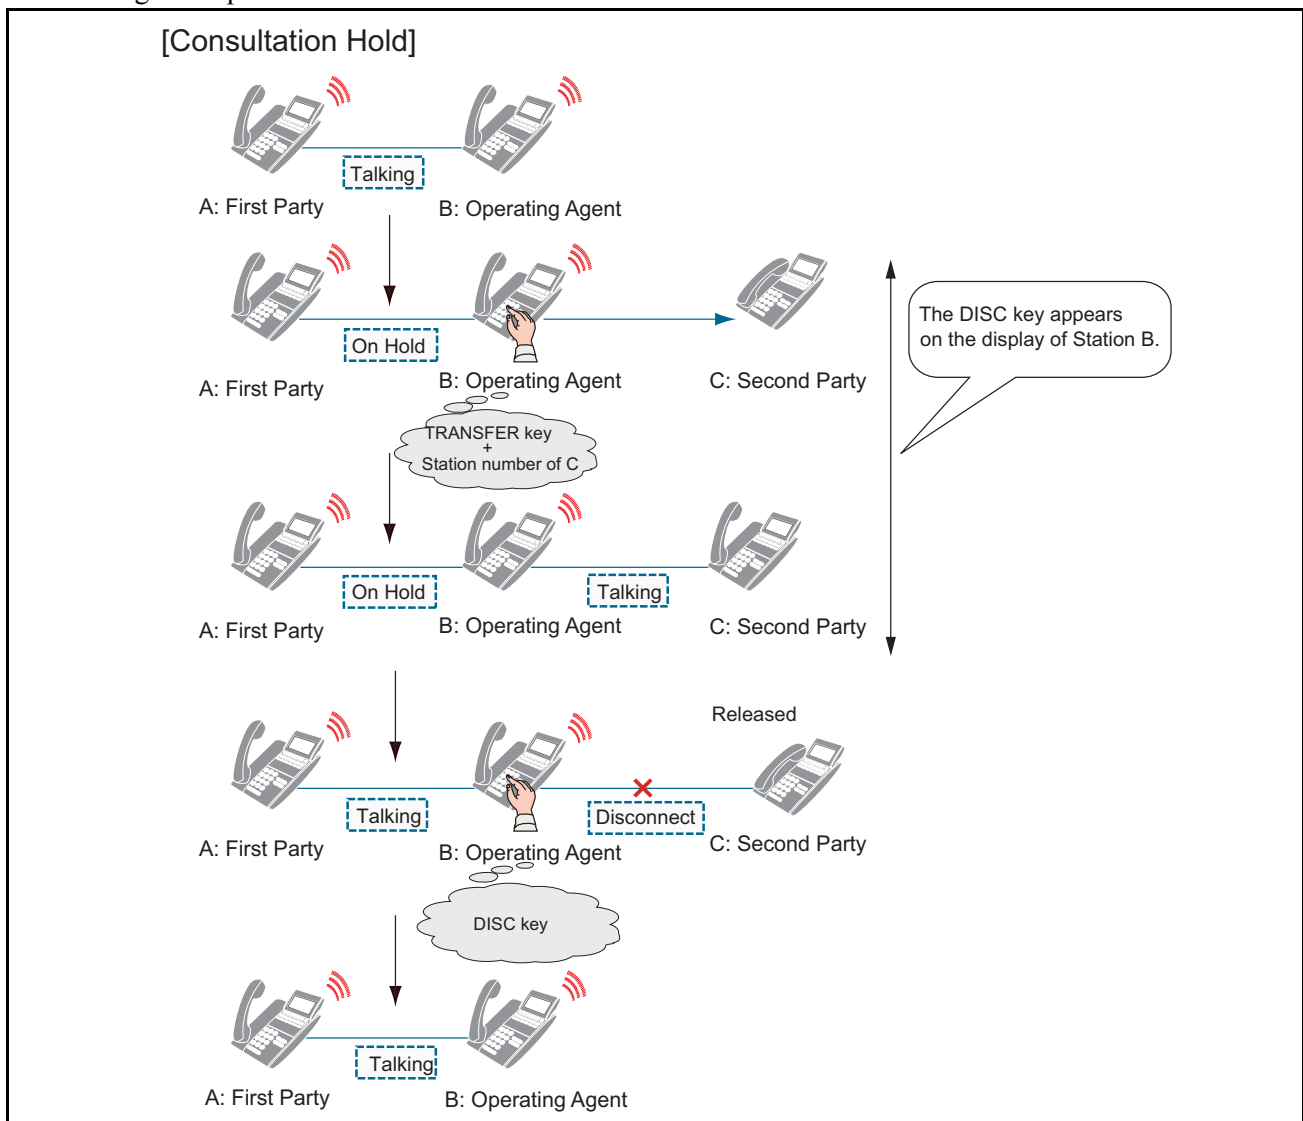 [Consultation Hold]
Talking
A: First Party
B: Operating Agent
The DISC key appears
on the display of Station B.
On Hold
A: First Party
B: Operating Agent
C: Second Party
TRANSFER key
+
Station number of C
On Hold
Talking
A: First Party
B: Operating Agent
C: Second Party
Released
Talking
Disconnect
A: First Party
B: Operating Agent
C: Second Party
DISC key
Talking
A: First Party
B: Operating Agent